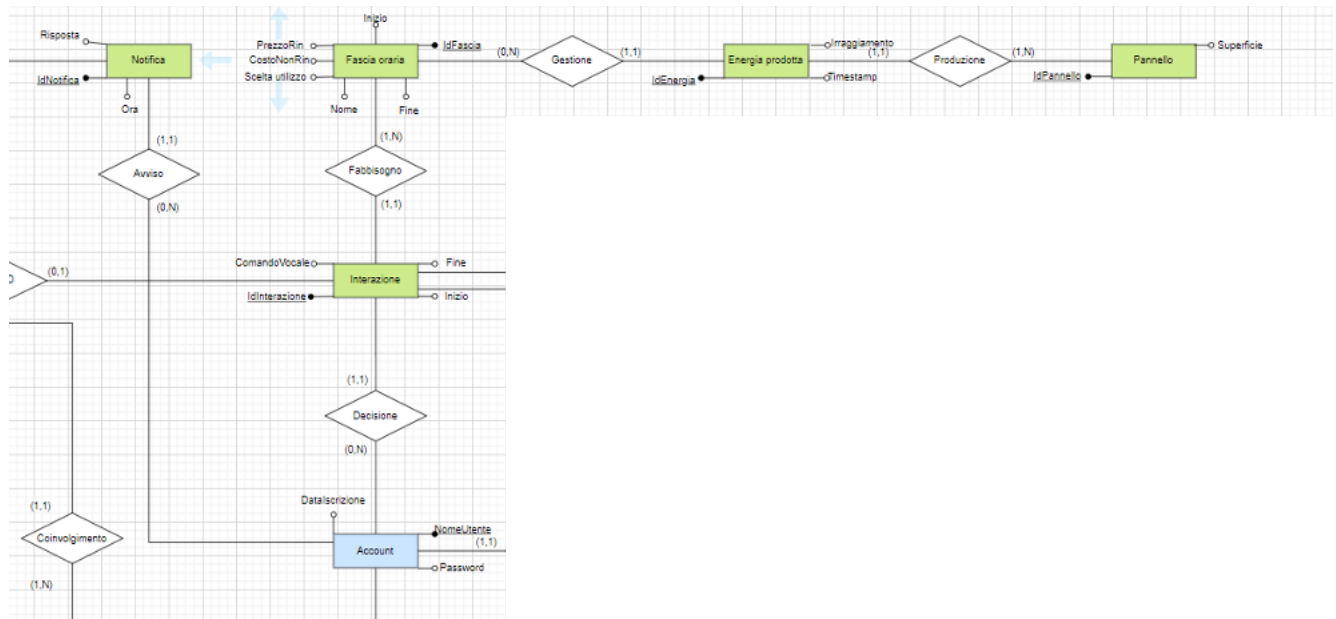 Inizio
Risposta
PrezzoRin
IdFascia
Irraggiamento
Superficie
(0,N)
(1,1)
(1,1)
(1,N)
Notifica
CostoNonRin
Fascia oraria
Gestione
Energia prodotta
Produzione
Pannello
IdNotifica
Scelta utilizzo
IdEnergia
Timestamp
IdPannello
Ora
Nome
Fine
(1,1)
(1,N)
Avviso
Fabbisogno
(0,N)
(1,1)
ComandoVocale
Fine
(0,1)
Interazione
IdInterazione
Inizio
(1,1)
Decisione
(0,N)
DataIscrizione
(1,1)
NomeUtente
Coinvolgimento
(1,1)
Account
Password
(1,N)